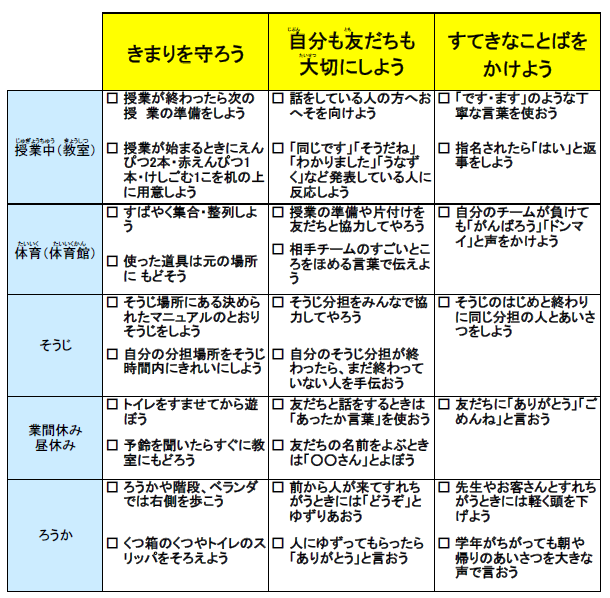 きまりを守ろう
自分も友だちも
大切にしよう
すてきなことばを
かけよう
授業中(教室)
□ 授業が終わったら次の
授 業の準備をしよう
□ 授業が始まるときにえん
ぴつ2本・赤えんぴつ1
本・けしごむ1こを机の上
に用意しよう
□ 話をしている人の方へお
へそを向けよう
□ 「同じです」「そうだね」
「わかりました」「うなず
く」など発表している人に
反応しよう
□ 「です・ます」のような丁
寧な言葉を使おう
□ 指名されたら「はい」と返
事をしよう
体育(体育館)
□ すばやく集合・整列しよ
う
□ 使った道具は元の場所
に もどそう
□ 授業の準備や片付けを
友だちと協力してやろう
□ 相手チームのすごいとこ
ろをほめる言葉で伝えよ
う
□ 自分のチームが負けて
も「がんばろう」「ドンマ
イ」と声をかけよう
そうじ
□ そうじ場所にある決めら
れたマニュアルのとおり
そうじをしよう
□ 自分の分担場所をそうじ
時間内にきれいにしよう
□ そうじ分担をみんなで協
力してやろう
□ 自分のそうじ分担が終
わったら、まだ終わって
いない人を手伝おう
□ そうじのはじめと終わり
に同じ分担の人とあいさ
つをしよう
業間休み
昼休み
□ トイレをすませてから遊
ぼう
□ 予鈴を聞いたらすぐに教
室にもどろう
□ 友だちと話をするときは
「あったか言葉」を使おう
□ 友だちの名前をよぶとき
は「〇〇さん」とよぼう
□ 友だちに「ありがとう」「ご
めんね」と言おう
ろうか
□ ろうかや階段、ベランダ
では右側を歩こう
□ くつ箱のくつやトイレのス
リッパをそろえよう
□ 前から人が来てすれち
がうときには「どうぞ」と
ゆずりあおう
□ 人にゆずってもらったら
「ありがとう」と言おう
□ 先生やお客さんとすれち
がうときには軽く頭を下
げよう
□ 学年がちがっても朝や
帰りのあいさつを大きな
声で言おう